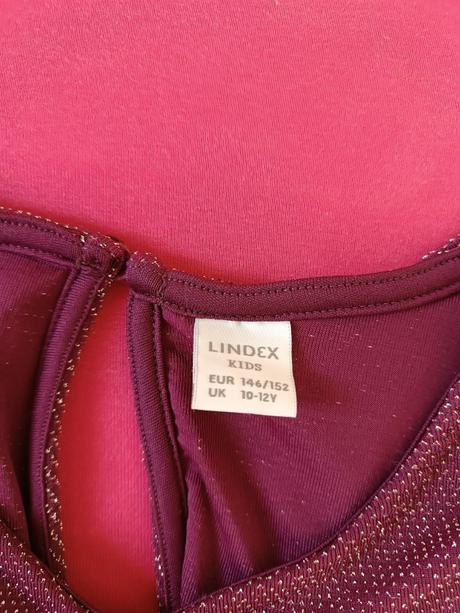 LINDEX
KIDS
EUR 146/152
UK 10-12Y